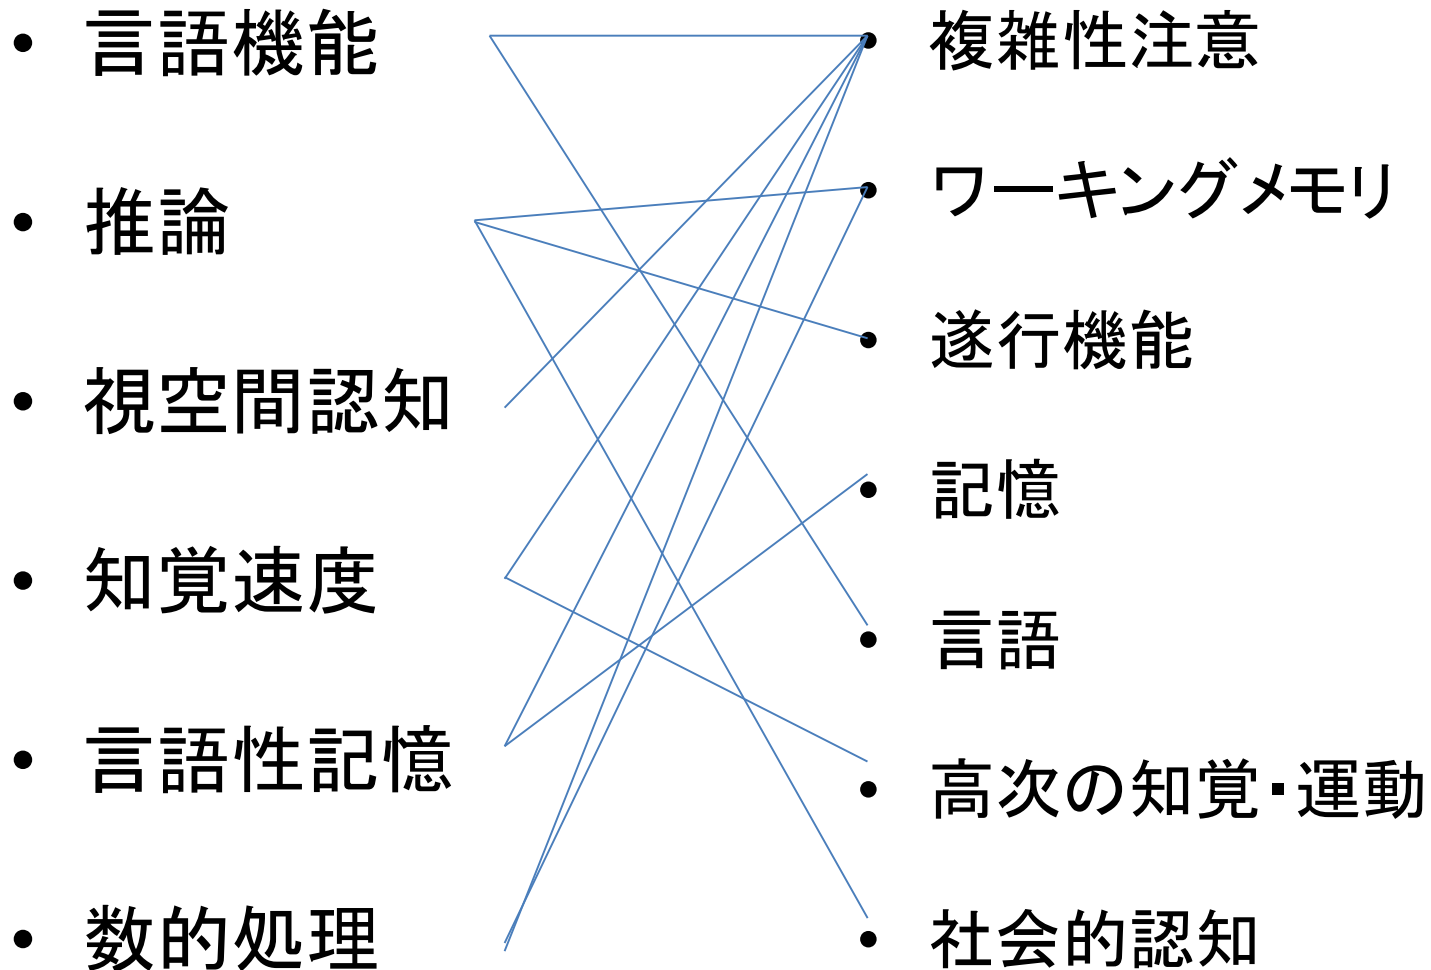 • 言語機能
• 推論
• 視空間認知
• 知覚速度
• 言語性記憶
• 数的処理
• 複雑性注意
• ワーキングメモリ
• 遂行機能
• 記憶
• 言語
• 高次の知覚・運動
• 社会的認知